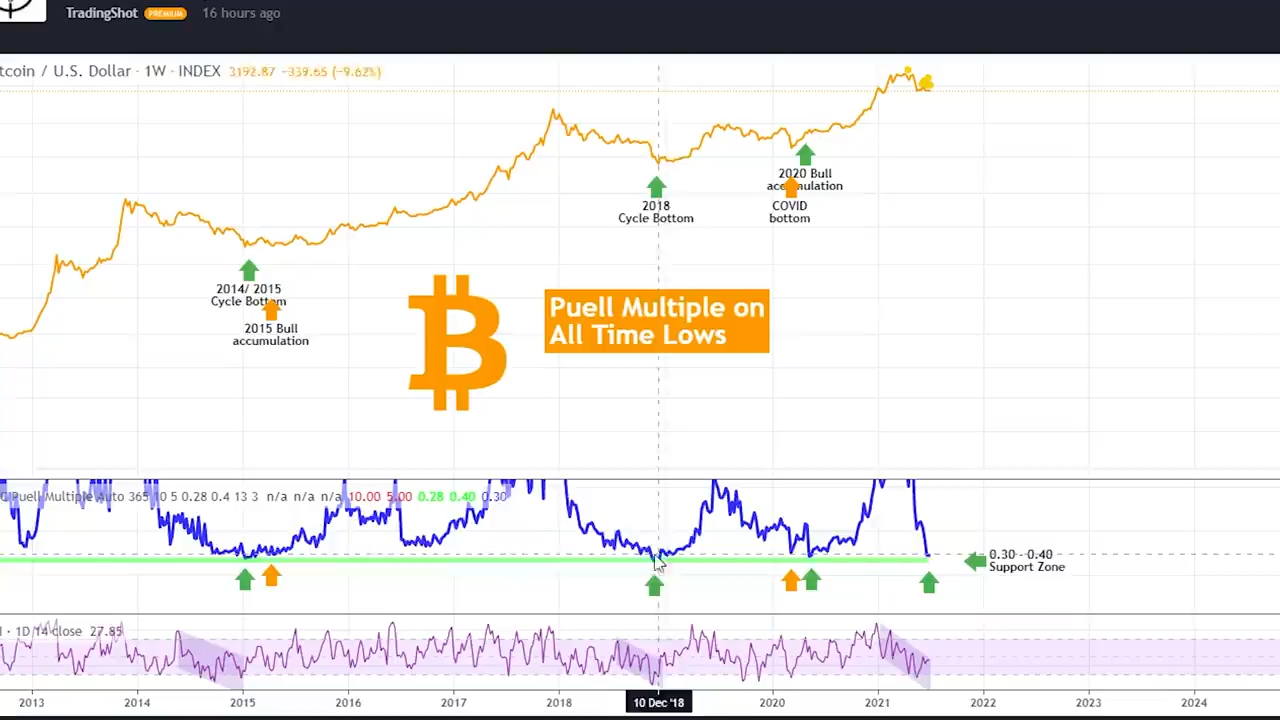 TradingShot PREMIUM 16 hours ago
tcoin / U.S. Dollar · 1W · INDEX 3192.87 -339.65 (-9.62%)
2020 Bull
accumulation
COVID
bottom
2018
Cycle Bottom
2014/ 2015
Cycle Bottom
2015 Bull
accumulation
Puell Multiple on
All Time Lows
Puell Multiple Auto 365 10 5 0.28 0.4 13 3 n/a n/a n/a 10.00 5.00 0.28 0.40 0.30
0.30 - 0.40
Support Zone
1D 14 close 27.85
2013 2014 2015 2016 2017 2018 10 Dec '18 2020 2021 2022 2023 2024